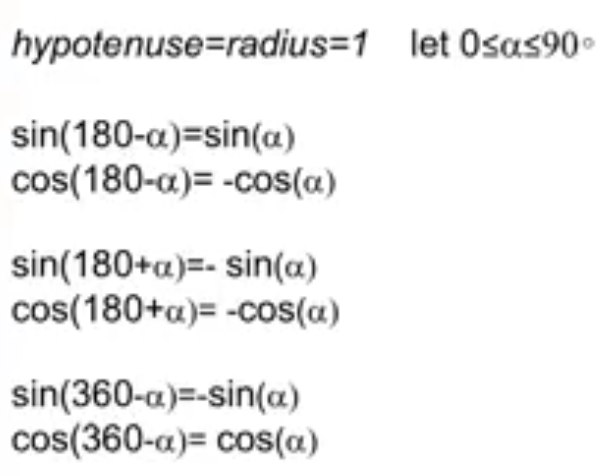 hypotenuse=radius=1 let 0≤α≤90°
sin(180-α)=sin(α)
cos(180-α)= -cos(α)
sin(180+α)=- sin(α)
cos(180+α)= -cos(α)
sin(360-α)=-sin(α)
cos(360-α)= cos(α)